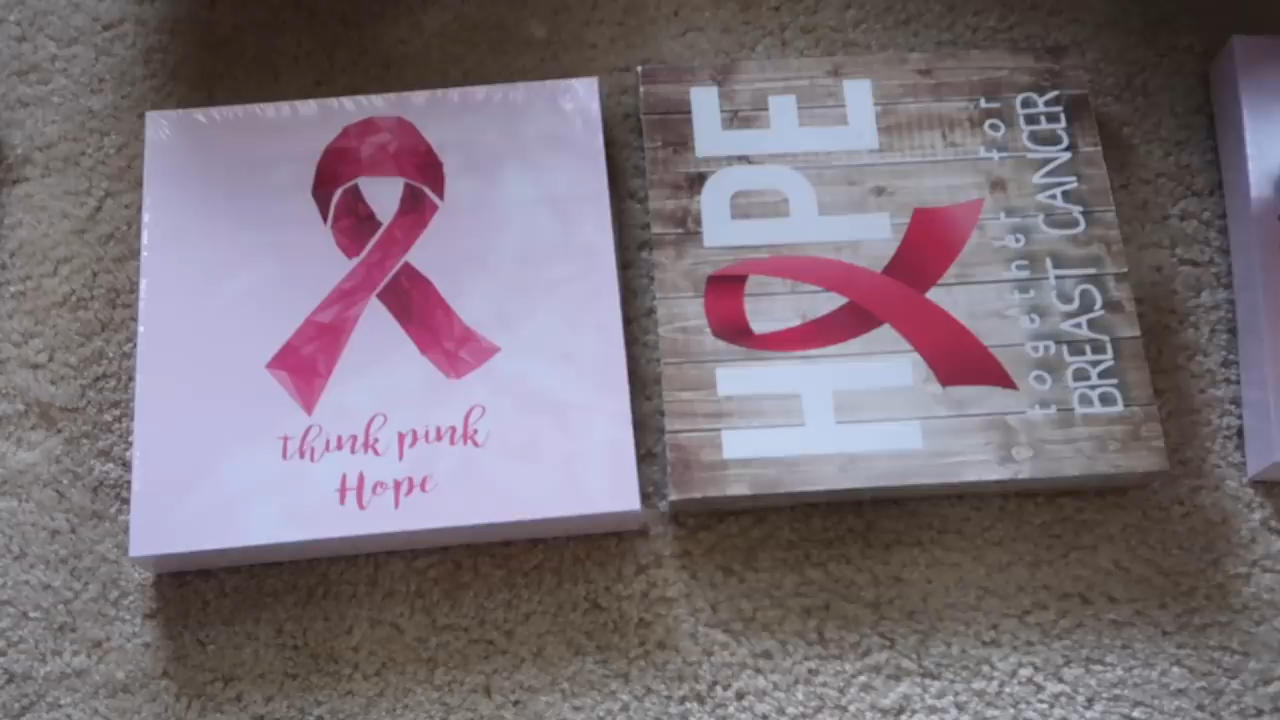 think pink
Hope
HOPE
together for
BREAST CANCER